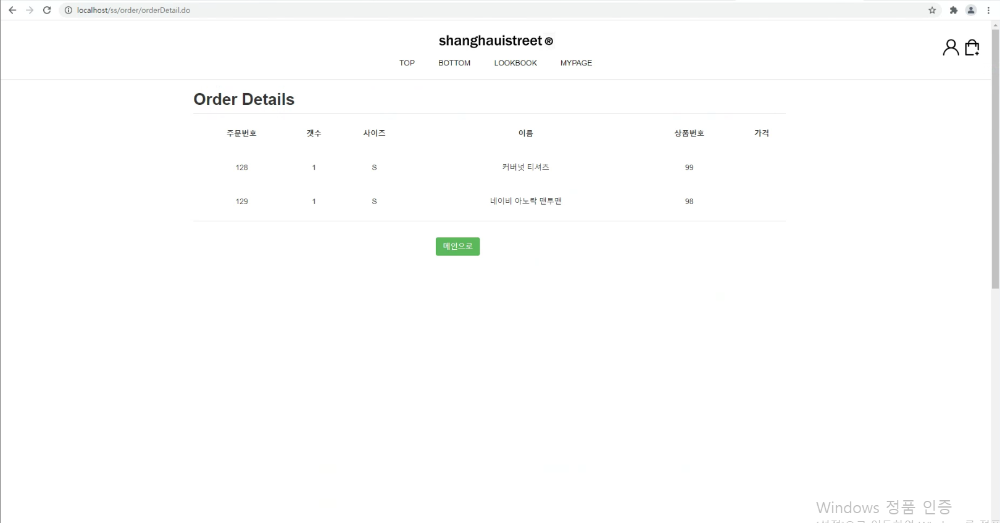 localhost/ss/order/orderDetail.do
shanghauistreet ®
TOP BOTTOM LOOKBOOK MYPAGE
Order Details
주문번호 갯수 사이즈 이름 상품번호 가격
128 1 S 커버넛 티셔츠 99
129 1 S 네이비 아노락 맨투맨 98
메인으로
Windows 정품 인증